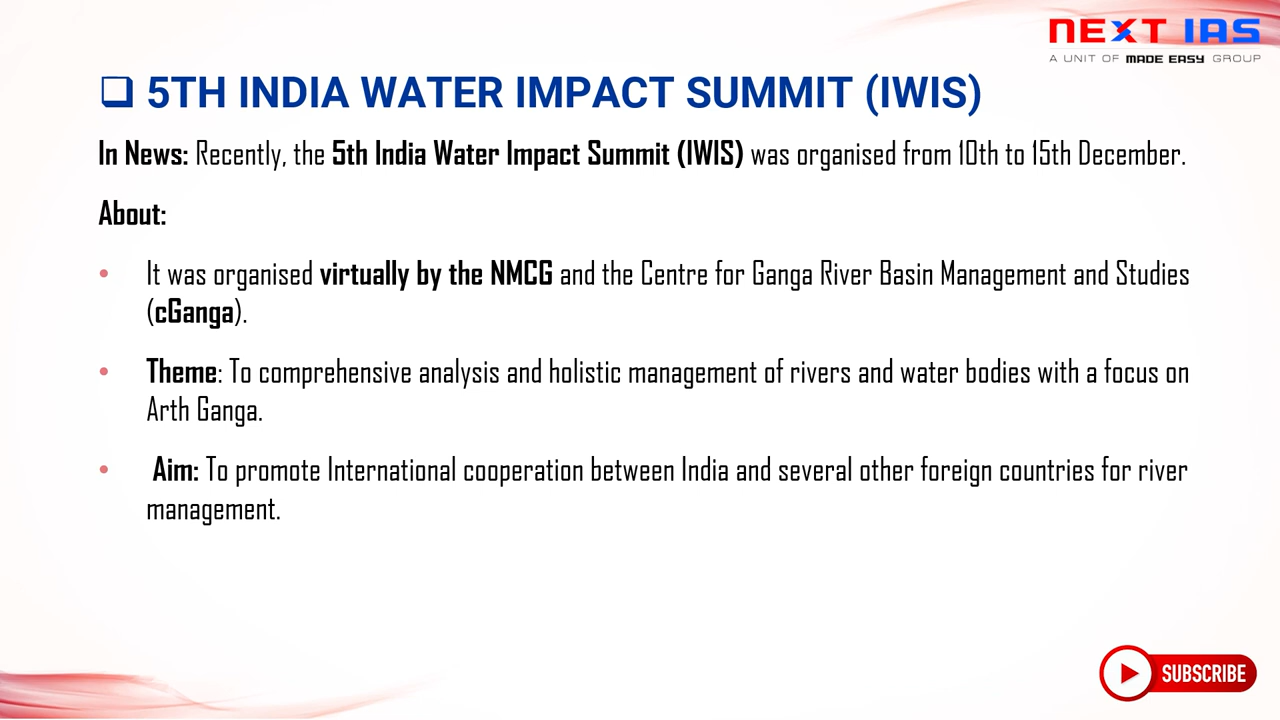 NEXT IAS
A UNIT OF MADE EASY GROUP
5TH INDIA WATER IMPACT SUMMIT (IWIS)
In News: Recently, the 5th India Water Impact Summit (IWIS) was organised from 10th to 15th December.
About:
• It was organised virtually by the NMCG and the Centre for Ganga River Basin Management and Studies
(cGanga).
• Theme: To comprehensive analysis and holistic management of rivers and water bodies with a focus on
Arth Ganga.
• Aim: To promote International cooperation between India and several other foreign countries for river
management.
SUBSCRIBE